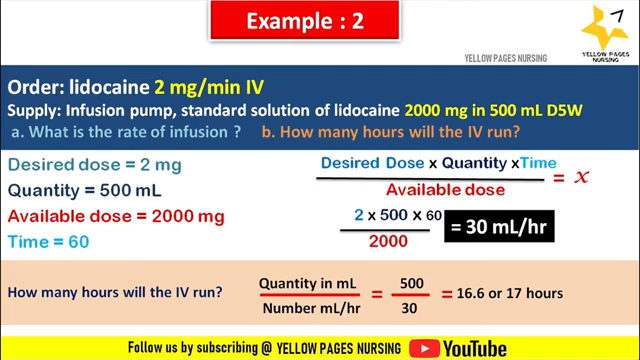 Example : 2
YELLOW PAGES NURSING
YELLOW PAGES
NURSING
Order: lidocaine 2 mg/min IV
Supply: Infusion pump, standard solution of lidocaine 2000 mg in 500 mL D5W
a. What is the rate of infusion ? b. How many hours will the IV run?
Desired dose = 2 mg
Quantity = 500 mL
Available dose = 2000 mg
Time = 60
Desired Dose x Quantity xTime
Available dose
= x
2 x 500 x 60
2000
= 30 mL/hr
How many hours will the IV run?
Quantity in mL
Number mL/hr
=
500
30
= 16.6 or 17 hours
Follow us by subscribing @ YELLOW PAGES NURSING YouTube